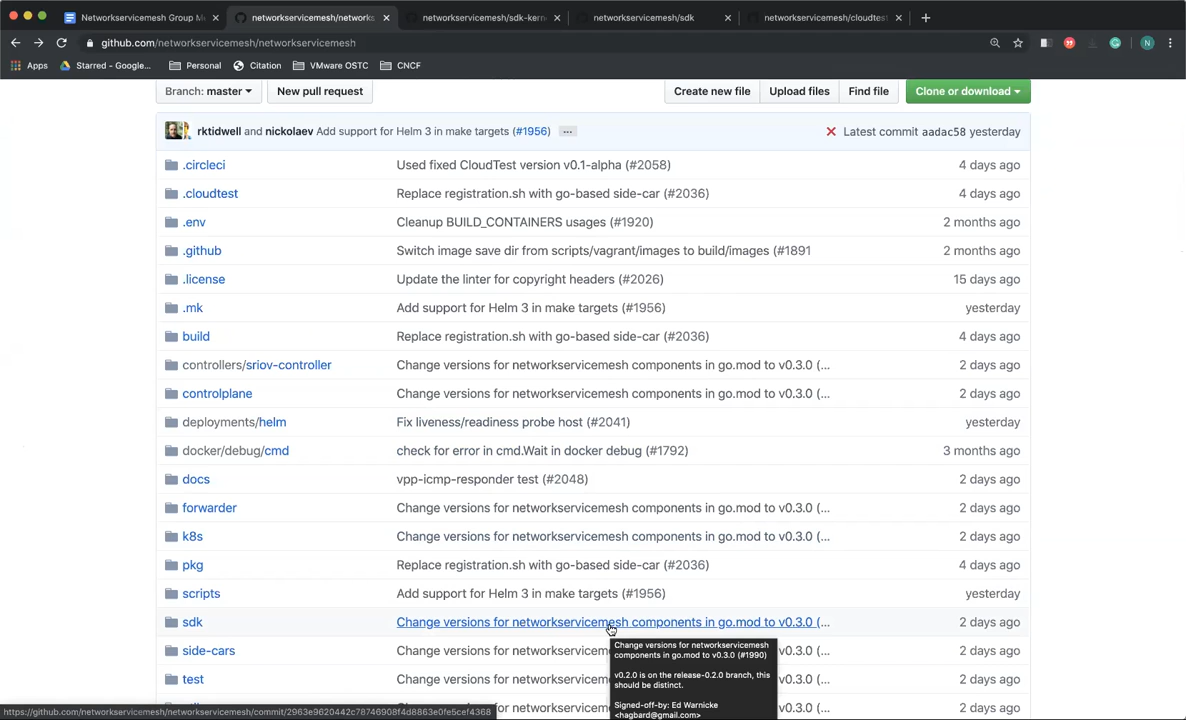 Networkservicemesh Group M
networkservicemesh/networks
networkservicemesh/sdk-kern
networkservicemesh/sdk
networkservicemesh/cloudtest
github.com/networkservicemesh/networkservicemesh
Apps
Starred - Google...
Personal
Citation
VMware OSTC
CNCF
N
Branch: master
New pull request
Create new file
Upload files
Find file
Clone or download
rktidwell and nickolaev Add support for Helm 3 in make targets (#1956) ...
Latest commit aadac58 yesterday
.circleci Used fixed CloudTest version v0.1-alpha (#2058) 4 days ago
.cloudtest Replace registration.sh with go-based side-car (#2036) 4 days ago
.env Cleanup BUILD_CONTAINERS usages (#1920) 2 months ago
.github Switch image save dir from scripts/vagrant/images to build/images (#1891 2 months ago
.license Update the linter for copyright headers (#2026) 15 days ago
.mk Add support for Helm 3 in make targets (#1956) yesterday
build Replace registration.sh with go-based side-car (#2036) 4 days ago
controllers/sriov-controller Change versions for networkservicemesh components in go.mod to v0.3.0 (... 2 days ago
controlplane Change versions for networkservicemesh components in go.mod to v0.3.0 (... 2 days ago
deployments/helm Fix liveness/readiness probe host (#2041) yesterday
docker/debug/cmd check for error in cmd.Wait in docker debug (#1792) 3 months ago
docs vpp-icmp-responder test (#2048) 2 days ago
forwarder Change versions for networkservicemesh components in go.mod to v0.3.0 (... 2 days ago
k8s Change versions for networkservicemesh components in go.mod to v0.3.0 (... 2 days ago
pkg Replace registration.sh with go-based side-car (#2036) 4 days ago
scripts Add support for Helm 3 in make targets (#1956) yesterday
sdk Change versions for networkservicemesh components in go.mod to v0.3.0 (... 2 days ago
side-cars Change versions for networkservicem v0.3.0 (... 2 days ago
test Change versions for networkservicem v0.3.0 (... 2 days ago
Change versions for networkservicem v0.3.0 (... 2 days ago
Change versions for networkservicemesh
components in go.mod to v0.3.0 (#1990)
v0.2.0 is on the release-0.2.0 branch, this
should be distinct.
Signed-off-by: Ed Warnicke
<hagbard@gmail.com>
https://github.com/networkservicemesh/networkservicemesh/commit/2963e9620442c78746908f4d8863e0fe5cef4368